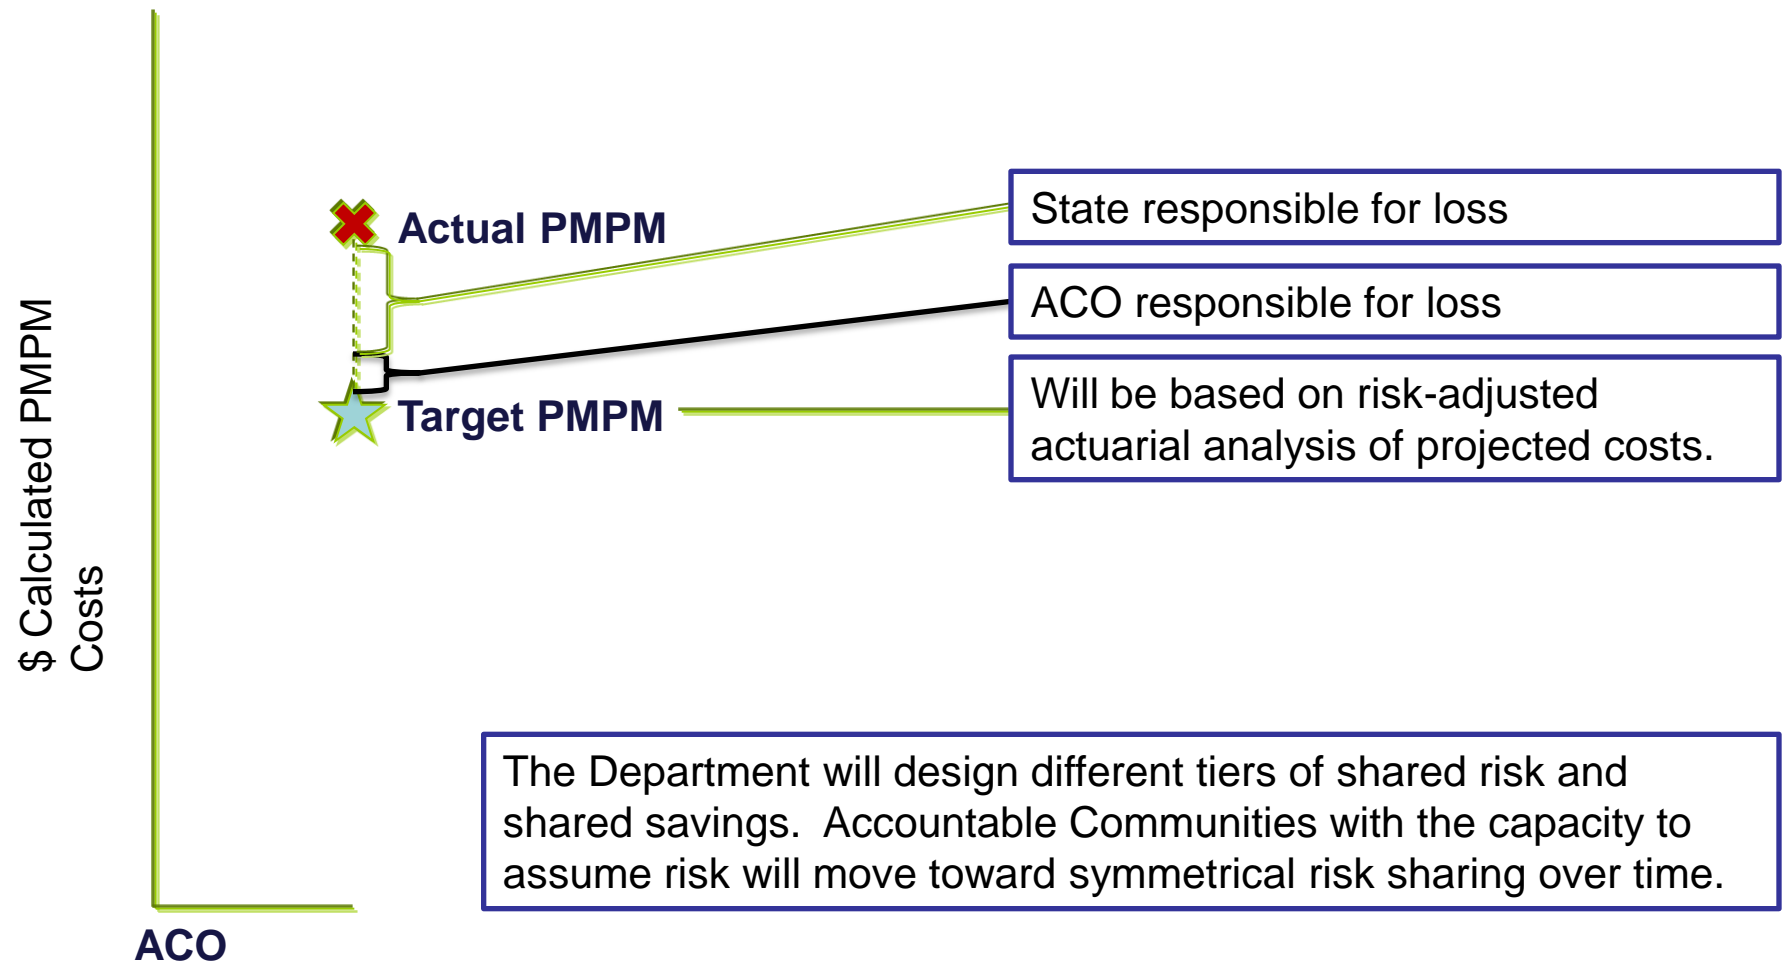 $ Calculated PMPM
Costs
Actual PMPM
State responsible for loss
ACO responsible for loss
Target PMPM
Will be based on risk-adjusted
actuarial analysis of projected costs.
The Department will design different tiers of shared risk and
shared savings.  Accountable Communities with the capacity to
assume risk will move toward symmetrical risk sharing over time.
ACO